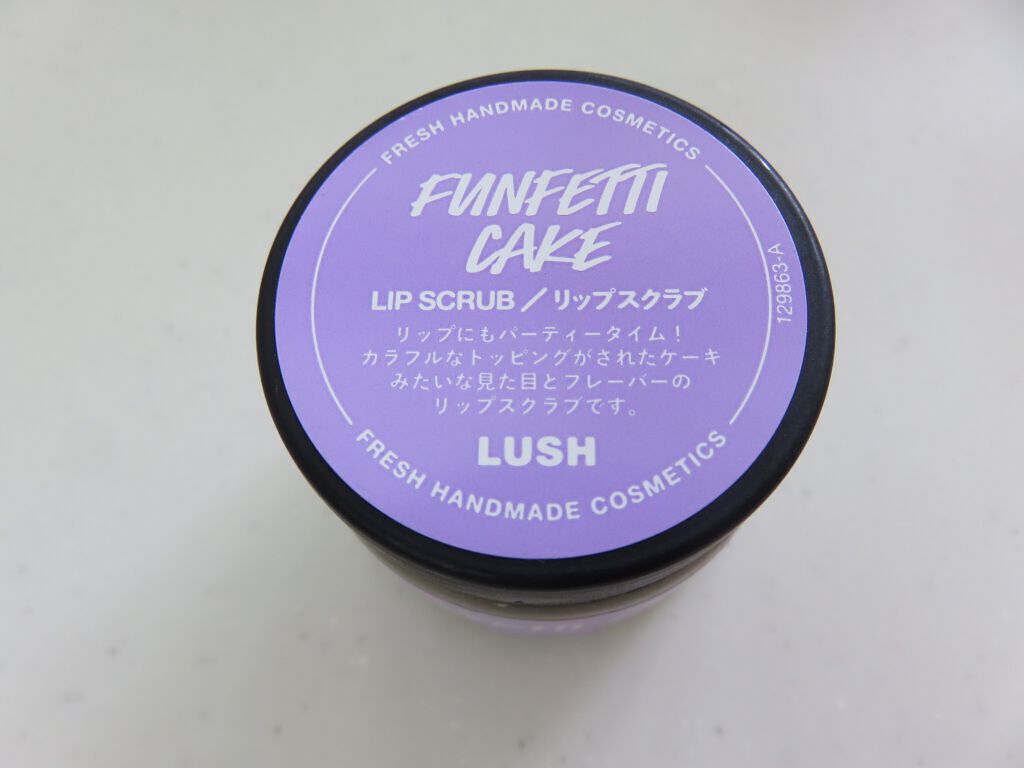 FRESH HANDMADE COSMETICS
FUNFETTI
CAKE
LIP SCRUB／リップスクラブ
リップにもパーティータイム！
カラフルなトッピングがされたケーキ
みたいな見た目とフレーバーの
リップスクラブです。
LUSH
FRESH HANDMADE COSMETICS
129863-A